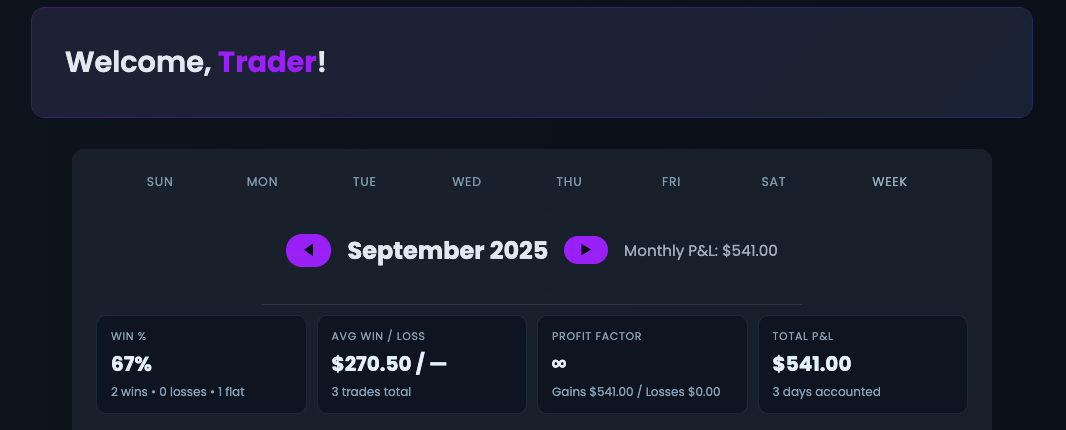 Welcome, Trader!
SUN MON TUE WED THU FRI SAT WEEK
September 2025 Monthly P&L: $541.00
WIN % AVG WIN / LOSS PROFIT FACTOR TOTAL P&L
67% $270.50 / — ∞ $541.00
2 wins • 0 losses • 1 flat 3 trades total Gains $541.00 / Losses $0.00 3 days accounted